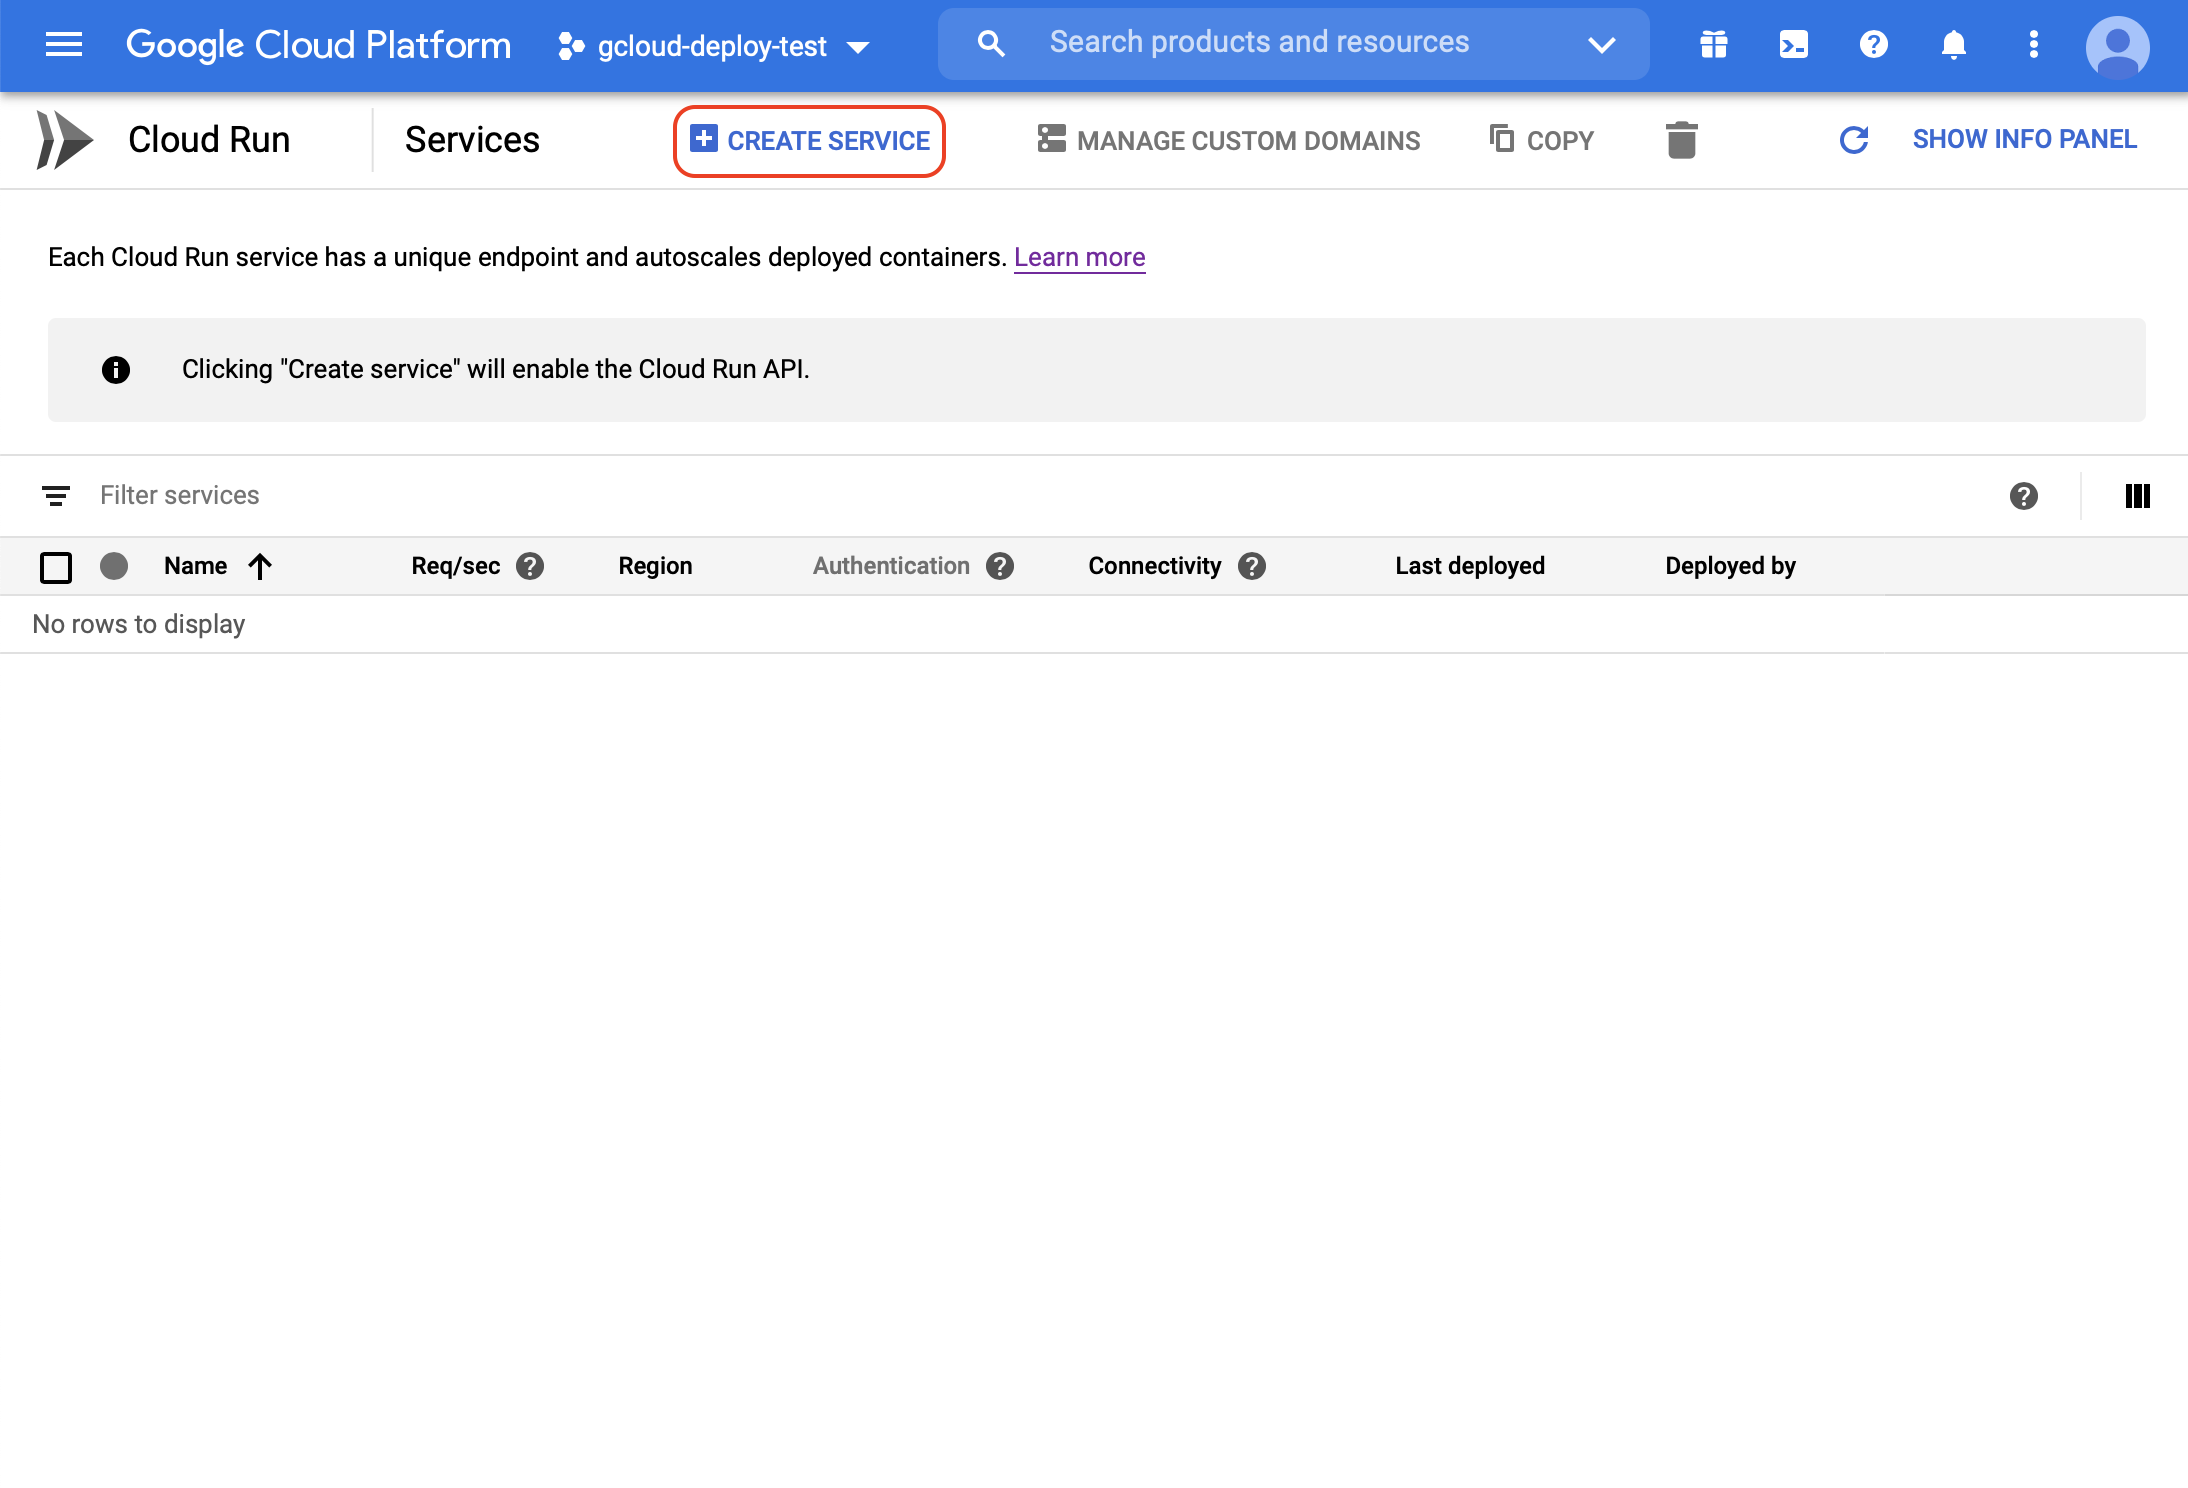 Google Cloud Platform gcloud-deploy-test Search products and resources
Cloud Run Services CREATE SERVICE MANAGE CUSTOM DOMAINS COPY SHOW INFO PANEL
Each Cloud Run service has a unique endpoint and autoscales deployed containers. Learn more
Clicking "Create service" will enable the Cloud Run API.
Filter services
Name Req/sec Region Authentication Connectivity Last deployed Deployed by
No rows to display